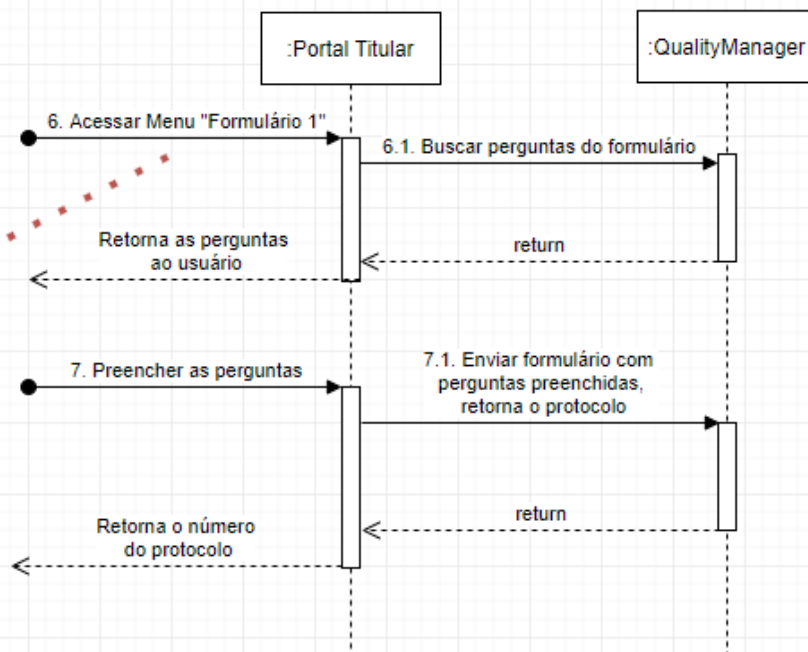 :Portal Titular
:QualityManager
6. Acessar Menu "Formulário 1"
6.1. Buscar perguntas do formulário
Retorna as perguntas
ao usuário
return
7. Preencher as perguntas
7.1. Enviar formulário com
perguntas preenchidas,
retorna o protocolo
Retorna o número
do protocolo
return